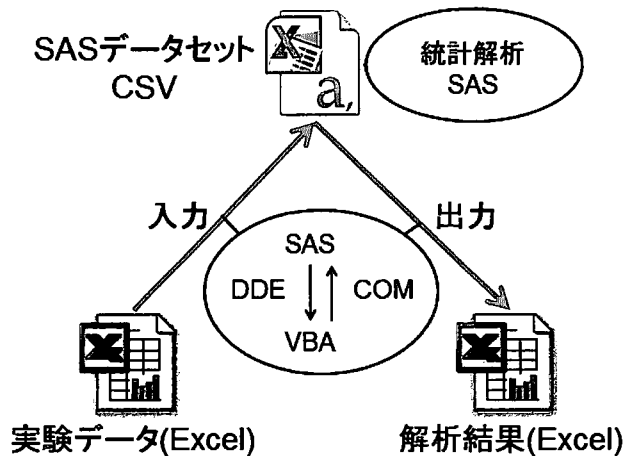 SASデータセット
CSV
a,
統計解析
SAS
入力
出力
SAS
DDE
COM
VBA
実験データ(Excel)
解析結果(Excel)